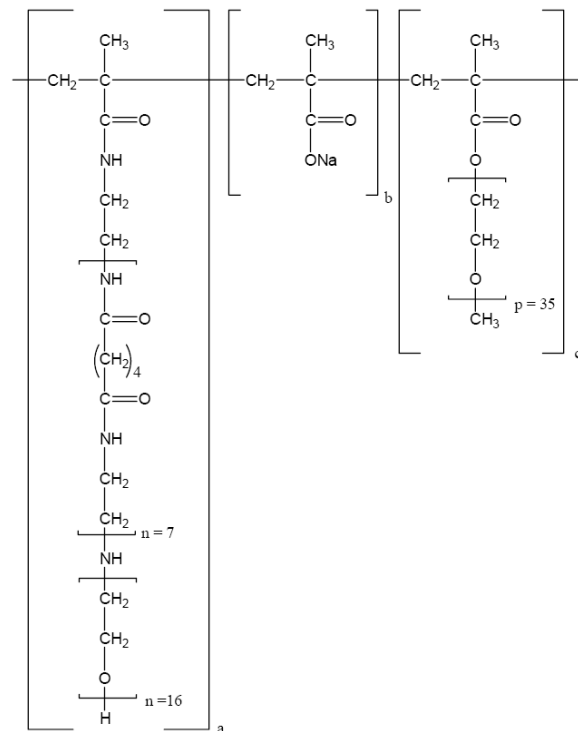 CH3 CH3 CH3
CH2 C CH2 C CH2 C
C=O C=O C=O
NH ONa O
b
CH2 CH2
CH2 CH2
NH O
p = 35
C=O CH3
(CH2)4
c
C=O
NH
CH2
CH2
n = 7
NH
CH2
CH2
O
n =16
H
a